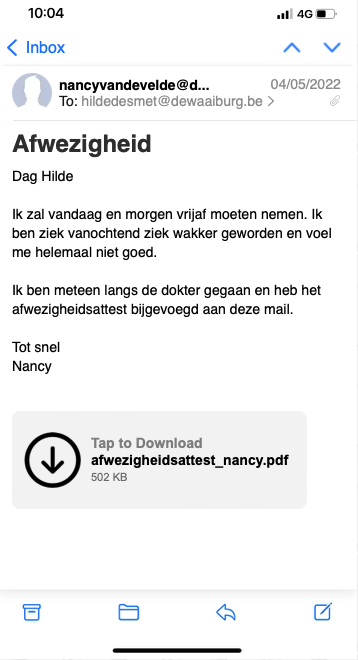 10:04
4G
Inbox
nancyvandevelde@d...
04/05/2022
To: hildedesmet@dewaaiburg.be
Afwezigheid
Dag Hilde
Ik zal vandaag en morgen vrijaf moeten nemen. Ik
ben ziek vanochtend ziek wakker geworden en voel
me helemaal niet goed.
Ik ben meteen langs de dokter gegaan en heb het
afwezigheidsattest bijgevoegd aan deze mail.
Tot snel
Nancy
Tap to Download
afwezigheidsattest_nancy.pdf
502 KB